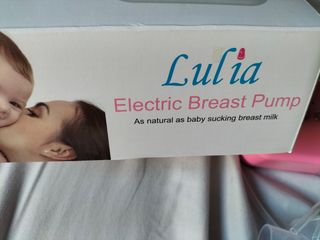 Lulia
Electric Breast Pump
As natural as baby sucking breast milk